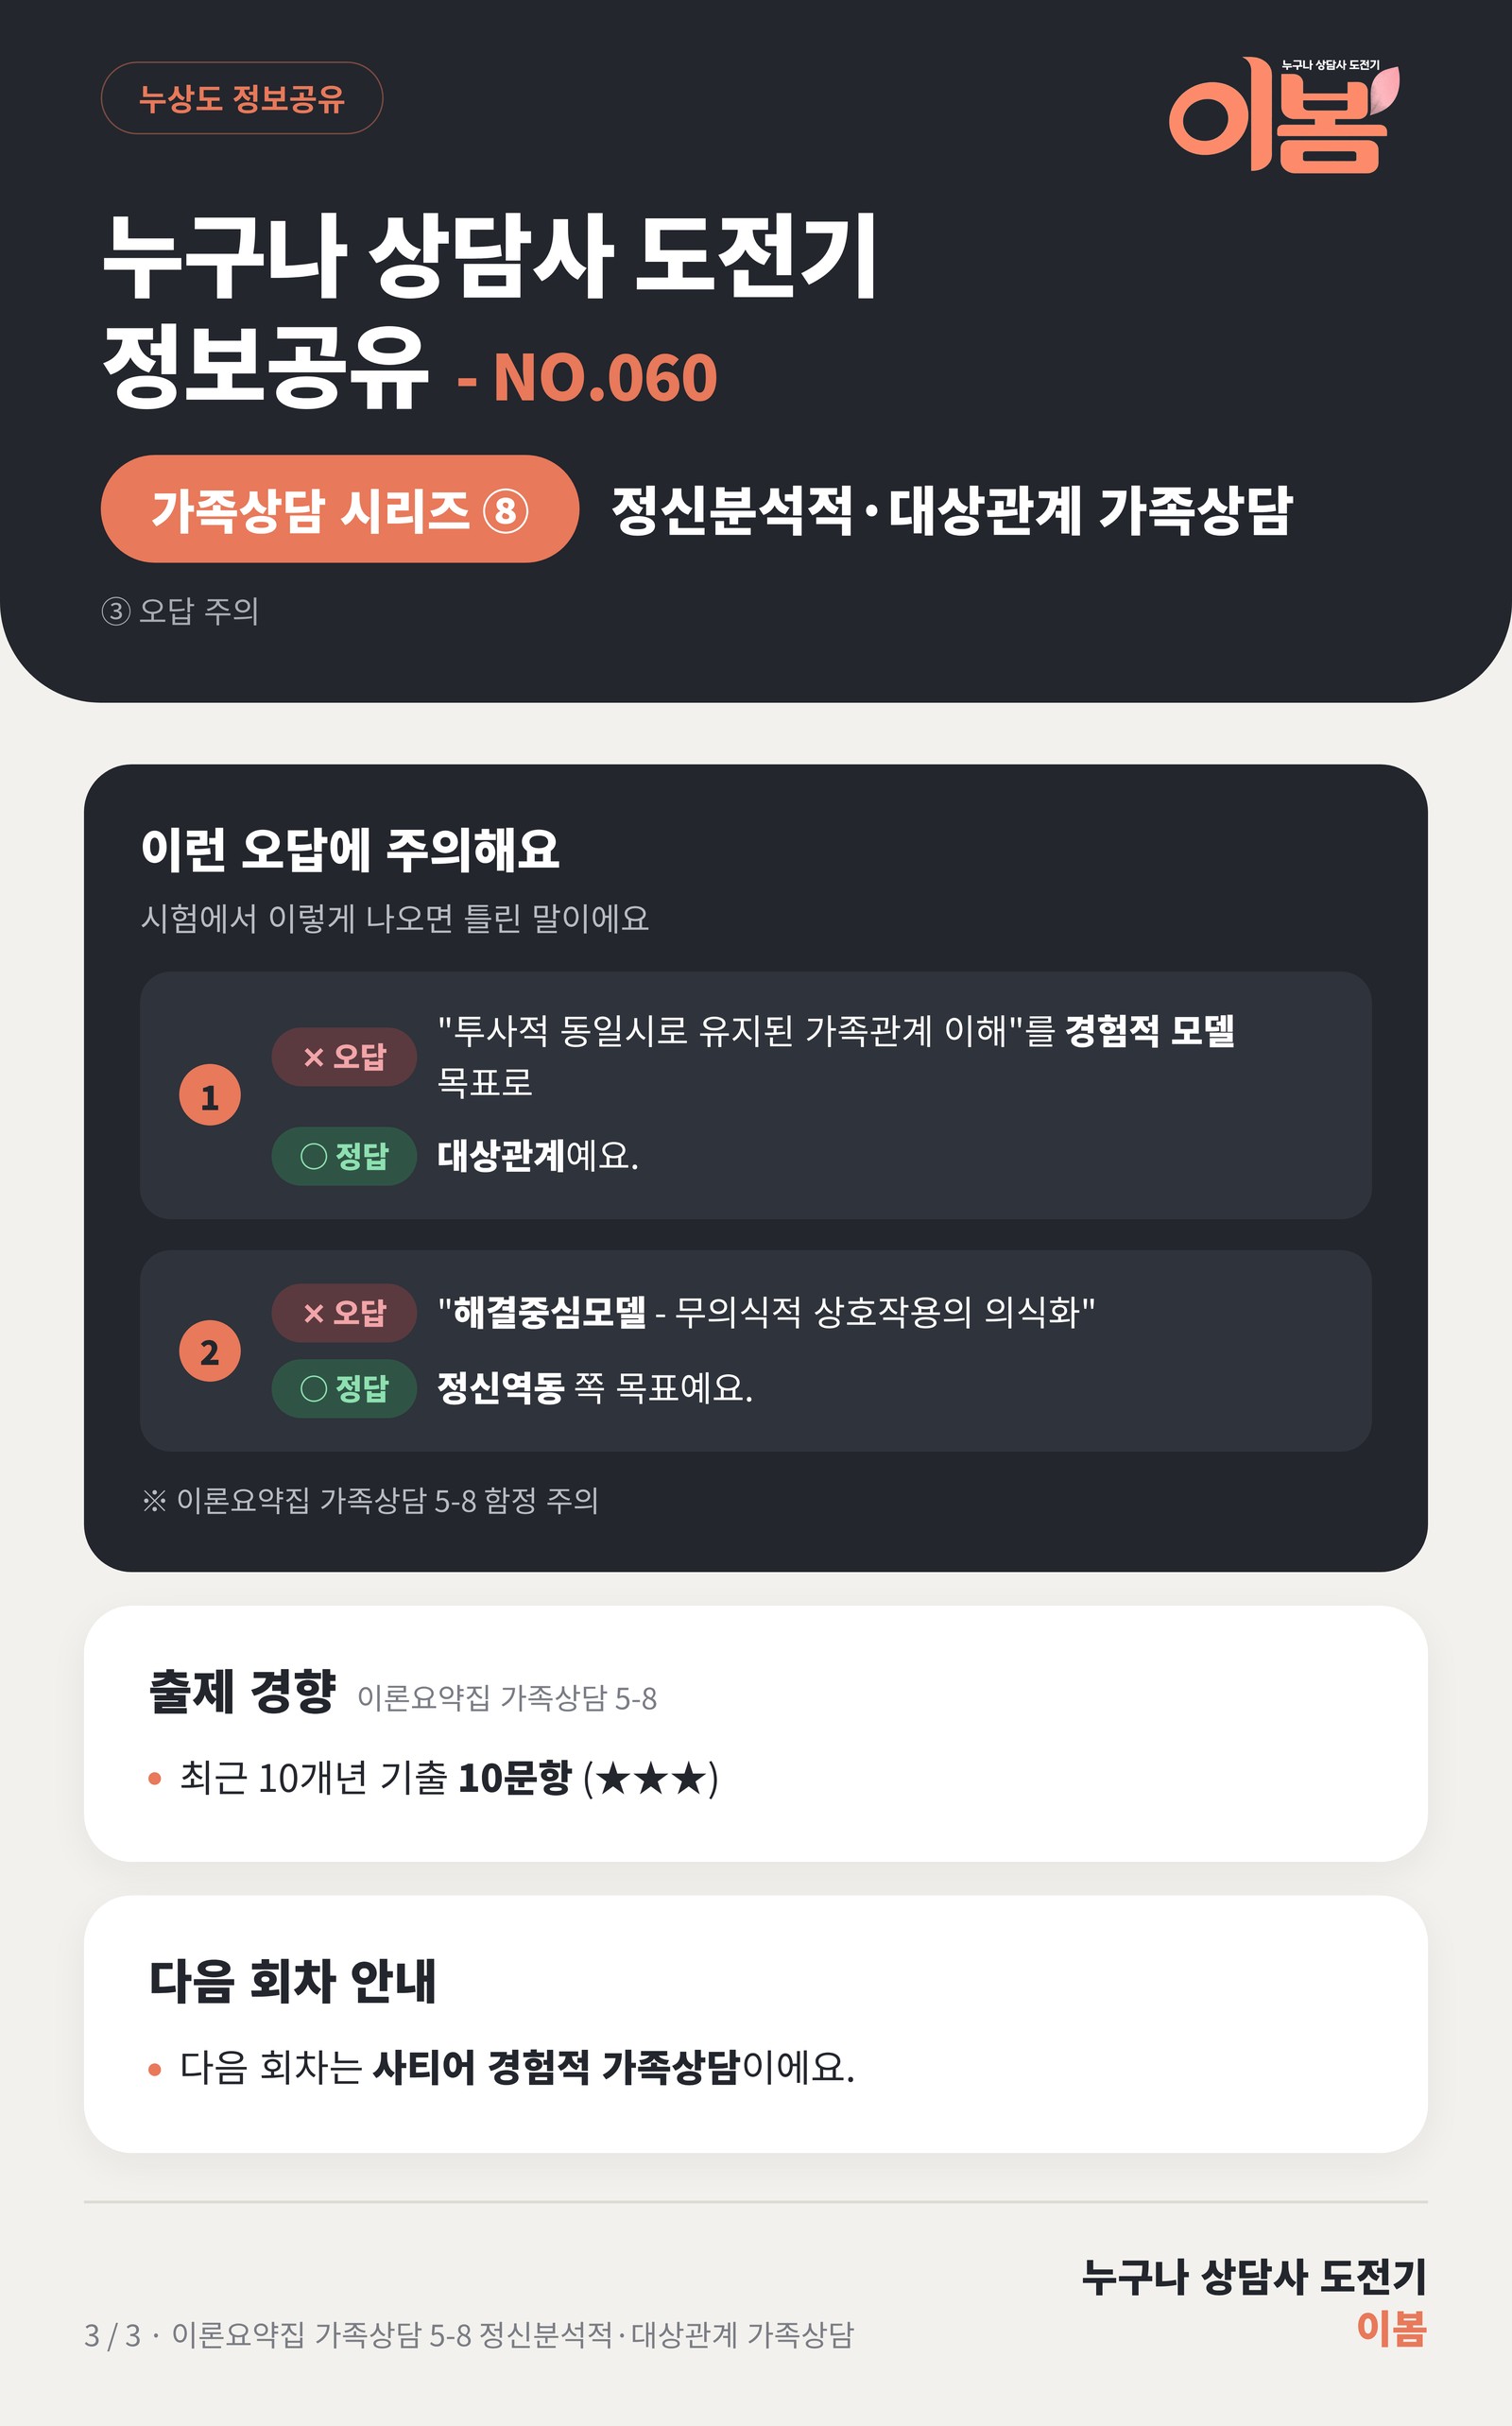 누상도 정보공유
누구나 상담사 도전기
이봄
누구나 상담사 도전기
정보공유 - NO.060
가족상담 시리즈 ⑧ 정신분석적·대상관계 가족상담
③ 오답 주의
이런 오답에 주의해요
시험에서 이렇게 나오면 틀린 말이에요
1
✕ 오답 "투사적 동일시로 유지된 가족관계 이해"를 경험적 모델
목표로
○ 정답 대상관계예요.
2
✕ 오답 "해결중심모델 - 무의식적 상호작용의 의식화"
○ 정답 정신역동 쪽 목표예요.
※ 이론요약집 가족상담 5-8 함정 주의
출제 경향 이론요약집 가족상담 5-8
• 최근 10개년 기출 10문항 (★★★)
다음 회차 안내
• 다음 회차는 사티어 경험적 가족상담이에요.
누구나 상담사 도전기
3 / 3 · 이론요약집 가족상담 5-8 정신분석적·대상관계 가족상담
이봄